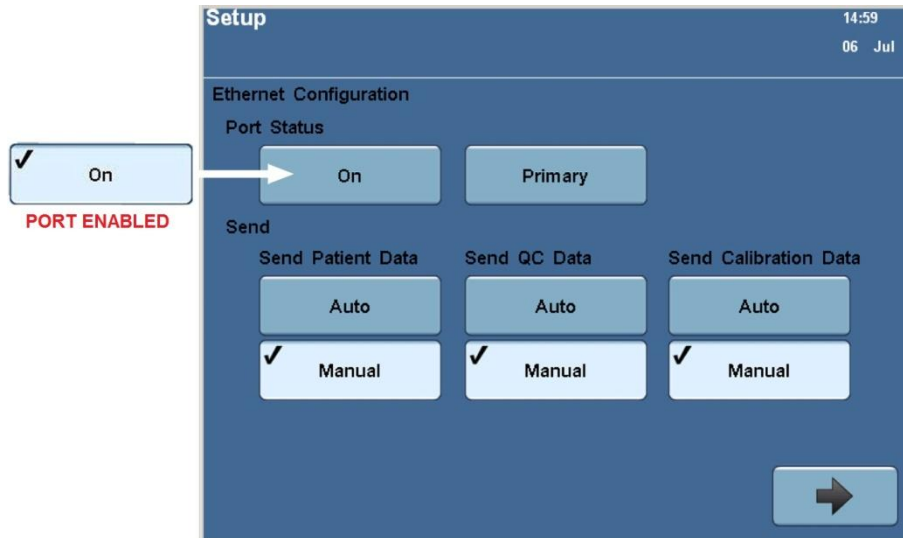 Setup
14:59
06 Jul
Ethernet Configuration
Port Status
On
On
Primary
PORT ENABLED
Send
Send Patient Data
Send QC Data
Send Calibration Data
Auto
Auto
Auto
Manual
Manual
Manual